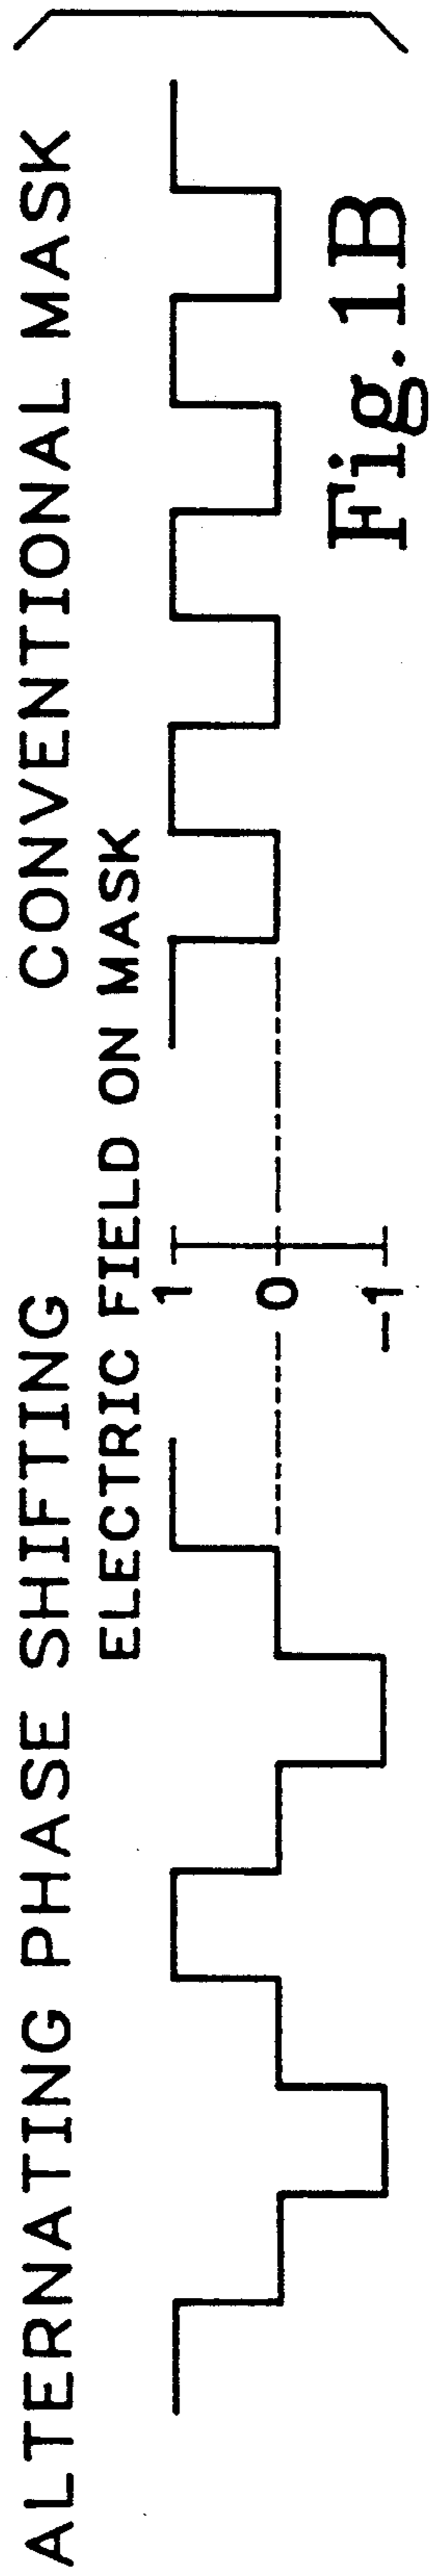 ALTERNATING PHASE SHIFTING CONVENTIONAL MASK
ELECTRIC FIELD ON MASK
1
0
-1
Fig.1B